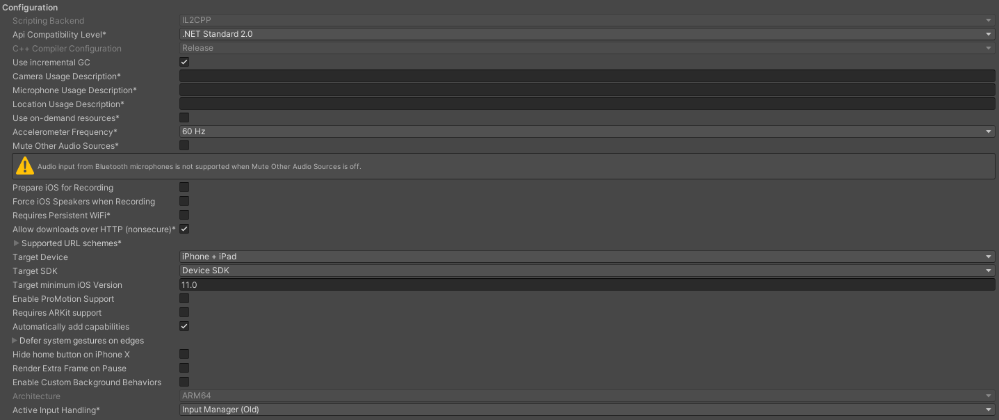 Configuration
Scripting Backend IL2CPP
Api Compatibility Level* .NET Standard 2.0
C++ Compiler Configuration Release
Use incremental GC
Camera Usage Description*
Microphone Usage Description*
Location Usage Description*
Use on-demand resources*
Accelerometer Frequency* 60 Hz
Mute Other Audio Sources*
Audio input from Bluetooth microphones is not supported when Mute Other Audio Sources is off.
Prepare iOS for Recording
Force iOS Speakers when Recording
Requires Persistent WiFi*
Allow downloads over HTTP (nonsecure)*
Supported URL schemes*
Target Device iPhone + iPad
Target SDK Device SDK
Target minimum iOS Version 11.0
Enable ProMotion Support
Requires ARKit support
Automatically add capabilities
Defer system gestures on edges
Hide home button on iPhone X
Render Extra Frame on Pause
Enable Custom Background Behaviors
Architecture ARM64
Active Input Handling* Input Manager (Old)